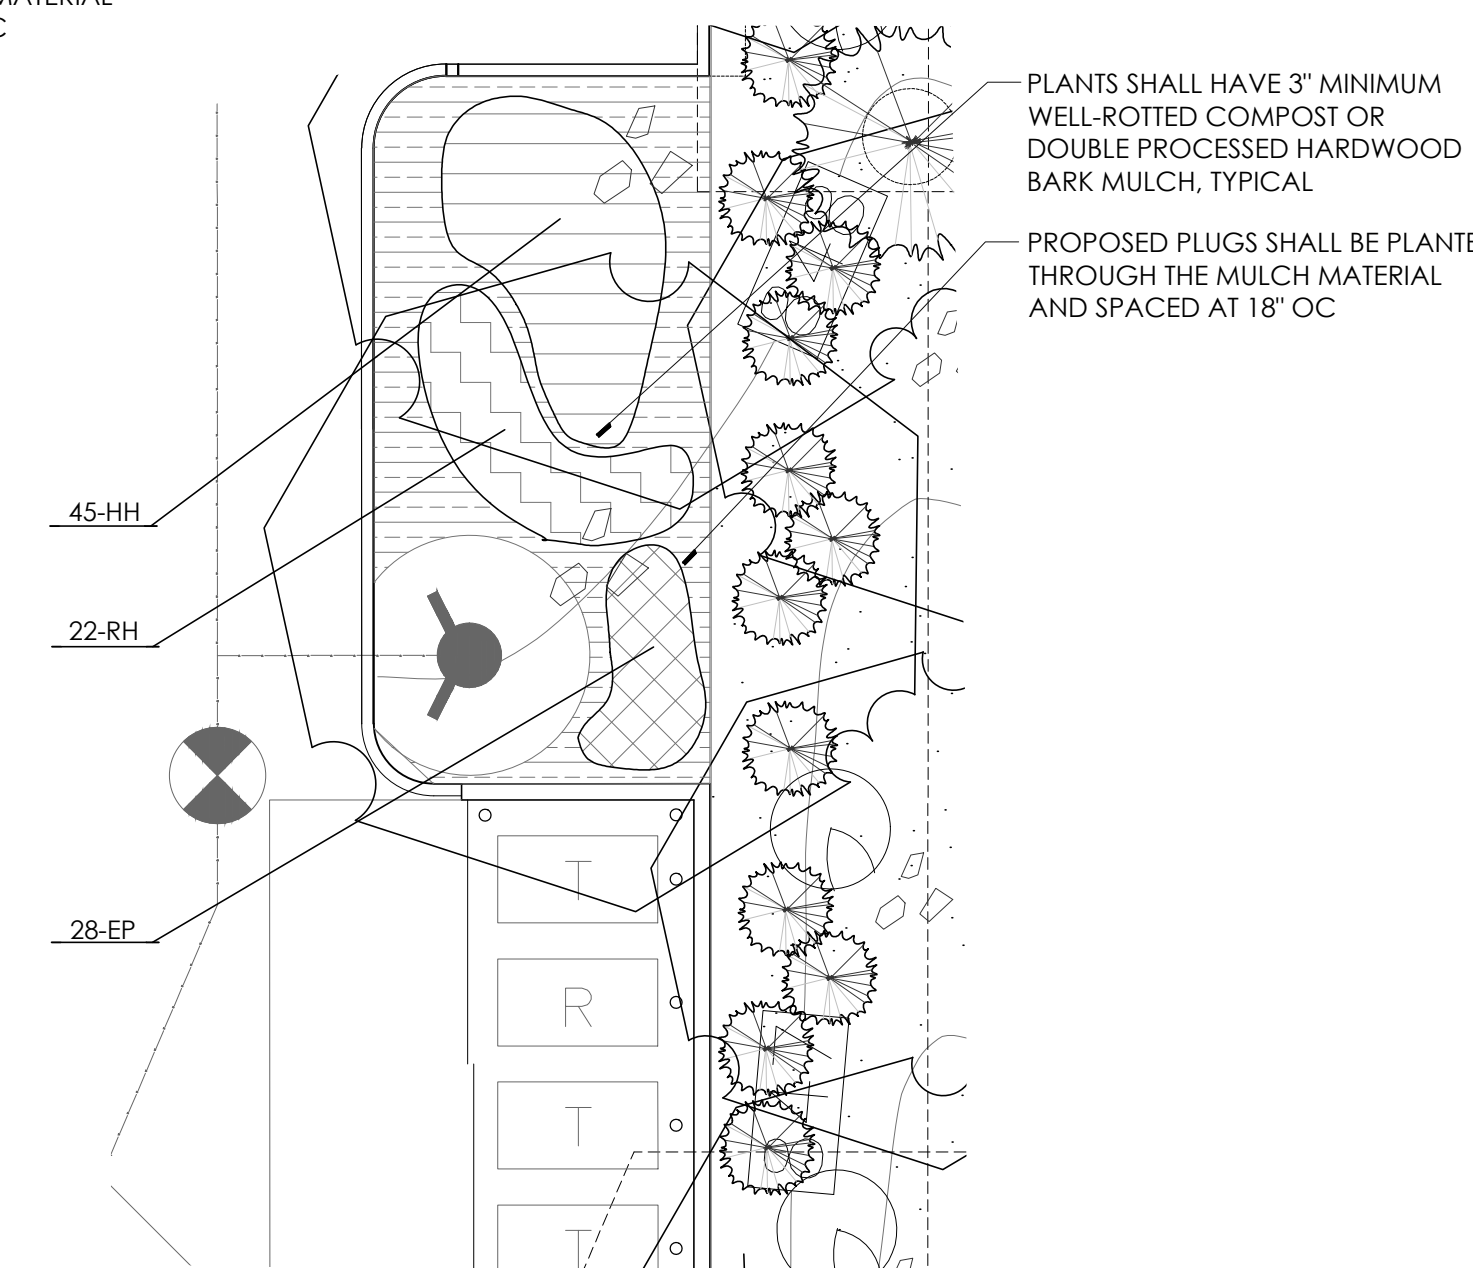 PLANTS SHALL HAVE 3" MINIMUM
WELL-ROTTED COMPOST OR
DOUBLE PROCESSED HARDWOOD
BARK MULCH, TYPICAL
PROPOSED PLUGS SHALL BE PLANTE
THROUGH THE MULCH MATERIAL
AND SPACED AT 18" OC
45-HH
22-RH
28-EP
T
R
T
T